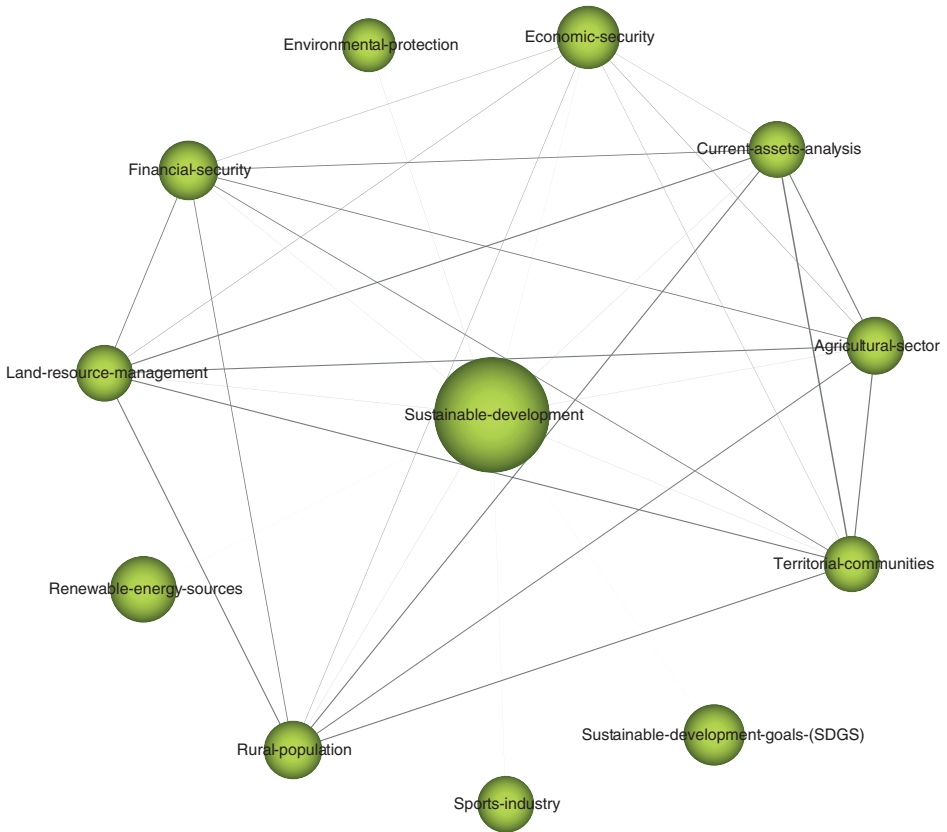 Economic-security
Environmental-protection
Current-assets-analysis
Financial-security
Agricultural-sector
Land-resource-management
Sustainable-development
Territorial-communities
Renewable-energy-sources
Sustainable-development-goals-(SDGS)
Rural-population
Sports-industry